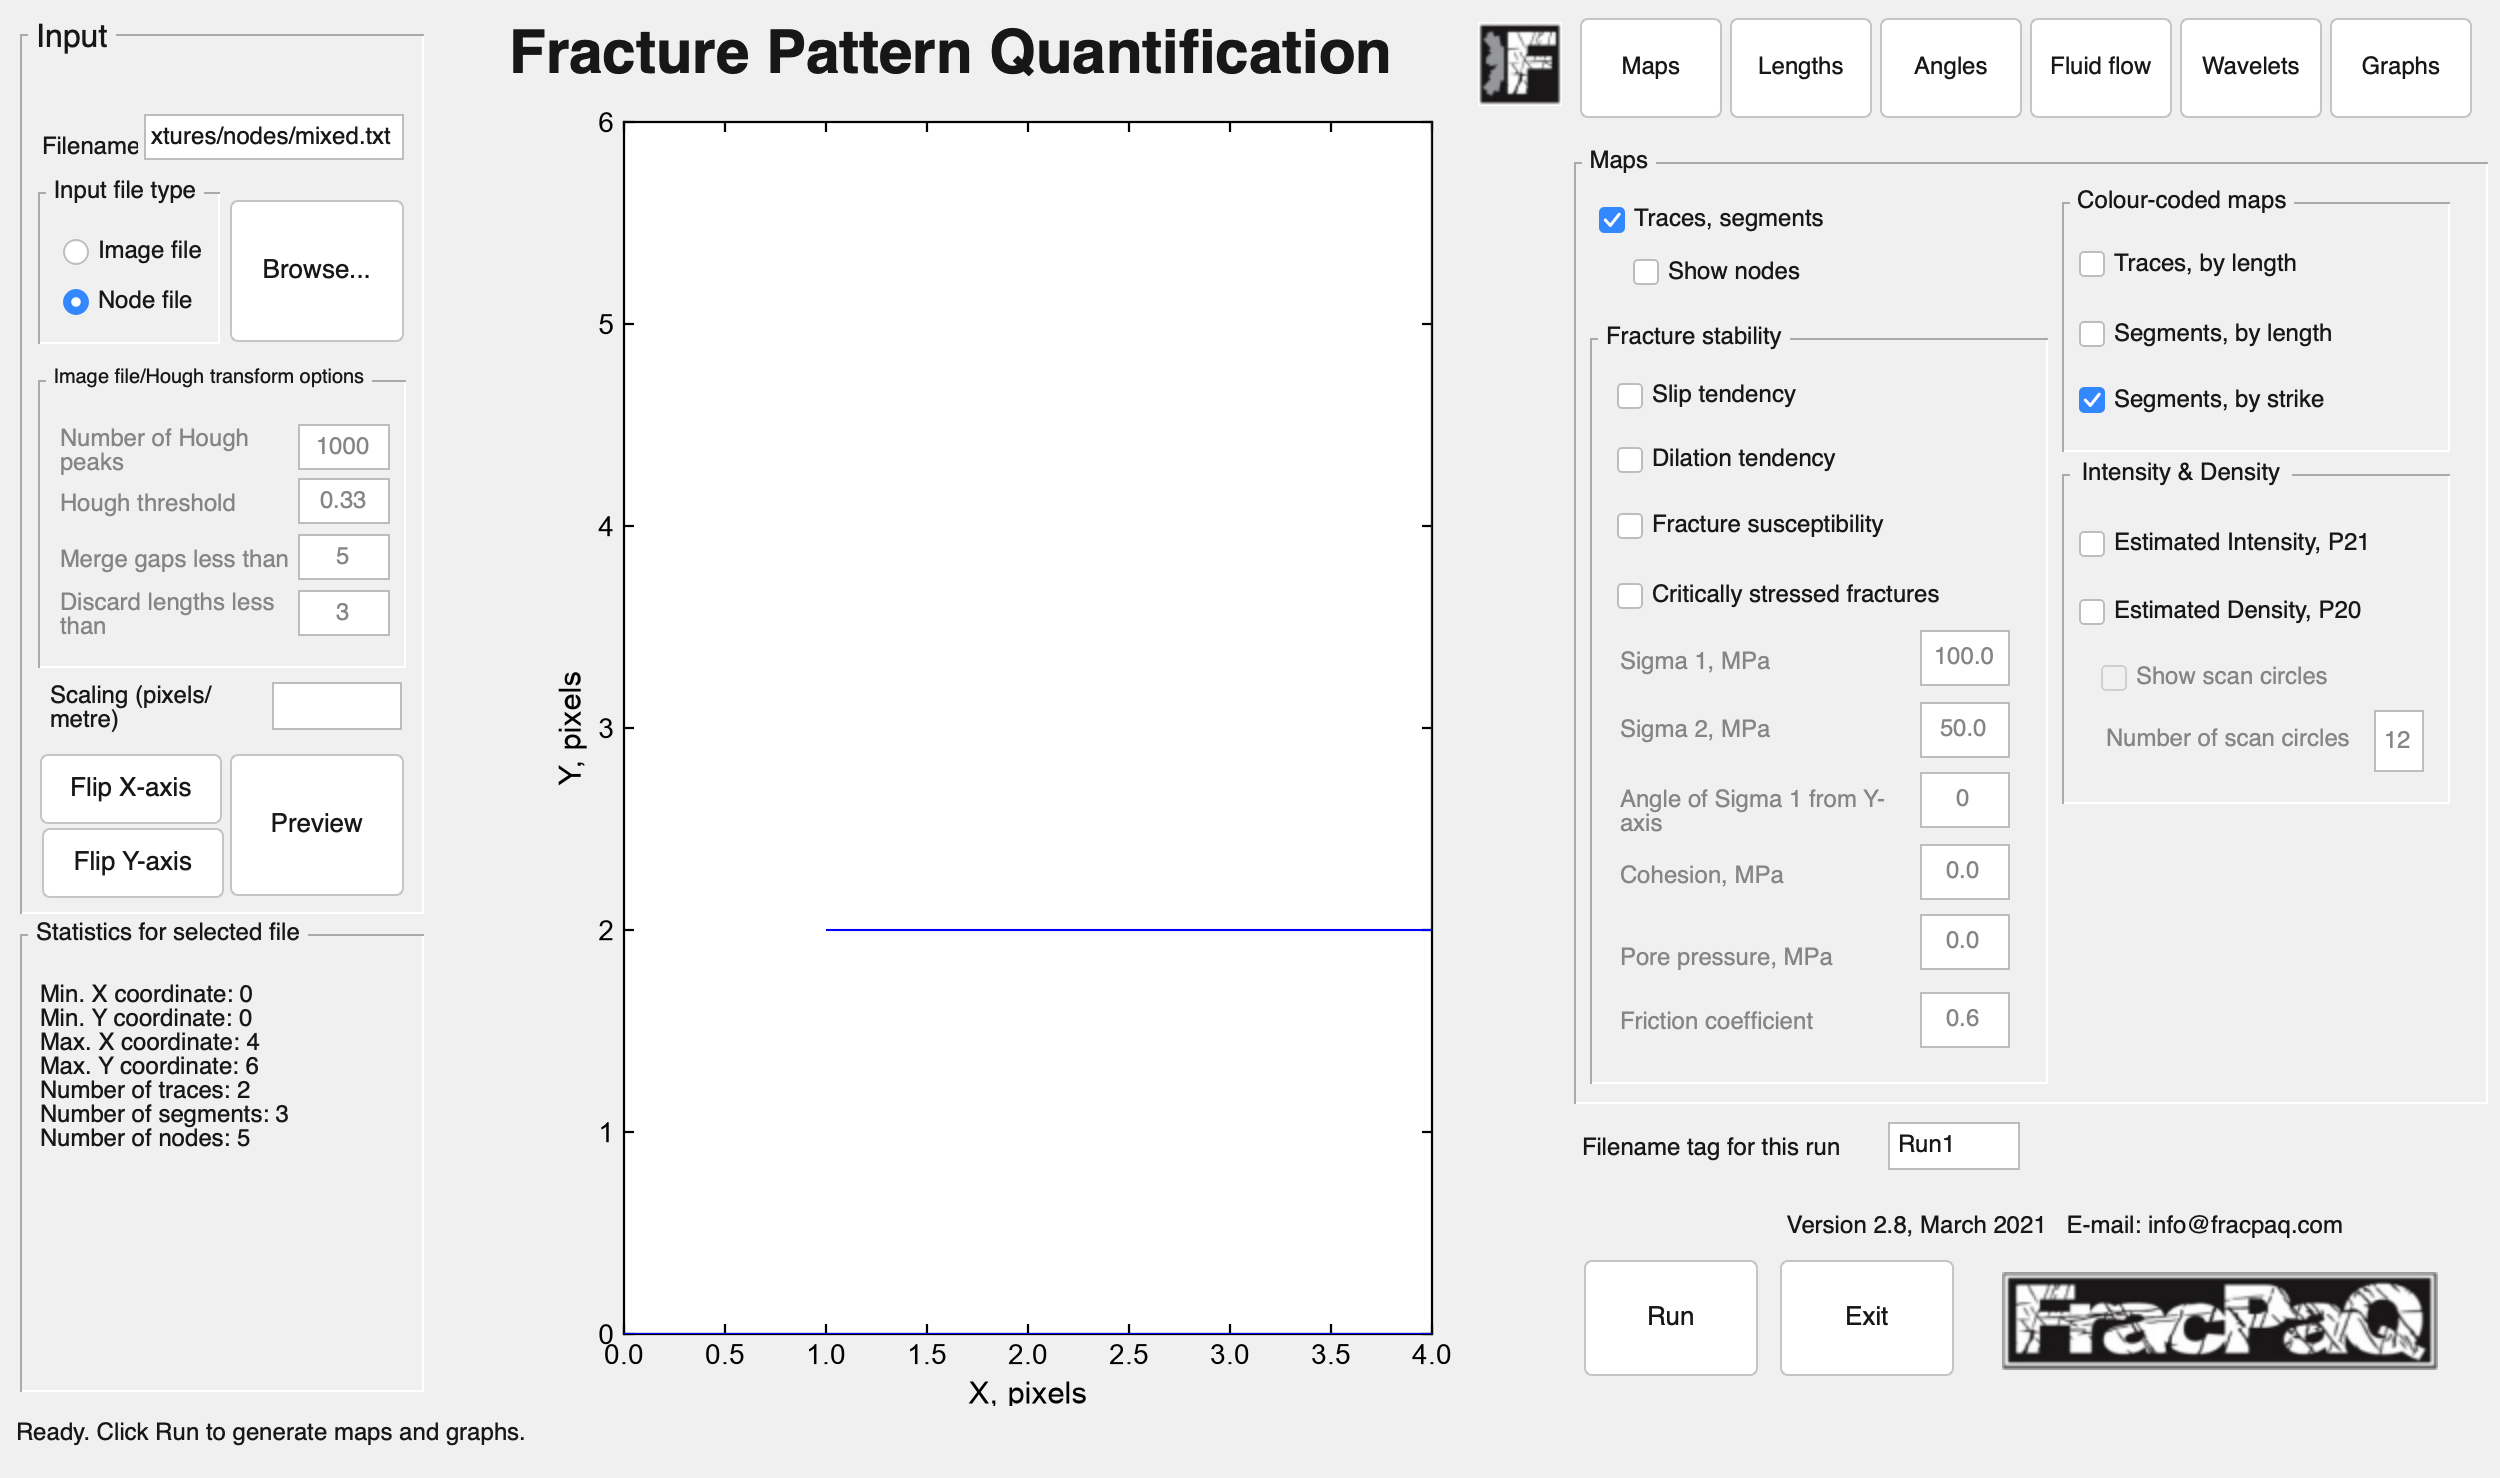 Input
Filename
xtures/nodes/mixed.txt
Input file type
Image file
Node file
Browse...
Image file/Hough transform options
Number of Hough
peaks
1000
Hough threshold
0.33
Merge gaps less than
5
Discard lengths less
than
3
Scaling (pixels/
metre)
Flip X-axis
Flip Y-axis
Preview
Statistics for selected file
Min. X coordinate: 0
Min. Y coordinate: 0
Max. X coordinate: 4
Max. Y coordinate: 6
Number of traces: 2
Number of segments: 3
Number of nodes: 5
Ready. Click Run to generate maps and graphs.
Fracture Pattern Quantification
6
5
4
3
2
1
0
Y, pixels
0.0 0.5 1.0 1.5 2.0 2.5 3.0 3.5 4.0
X, pixels
F
Maps
Lengths
Angles
Fluid flow
Wavelets
Graphs
Maps
Traces, segments
Show nodes
Fracture stability
Slip tendency
Dilation tendency
Fracture susceptibility
Critically stressed fractures
Sigma 1, MPa
100.0
Sigma 2, MPa
50.0
Angle of Sigma 1 from Y-
axis
0
Cohesion, MPa
0.0
Pore pressure, MPa
0.0
Friction coefficient
0.6
Colour-coded maps
Traces, by length
Segments, by length
Segments, by strike
Intensity & Density
Estimated Intensity, P21
Estimated Density, P20
Show scan circles
Number of scan circles
12
Filename tag for this run
Run1
Version 2.8, March 2021 E-mail: info@fracpaq.com
Run
Exit
FracPaQ